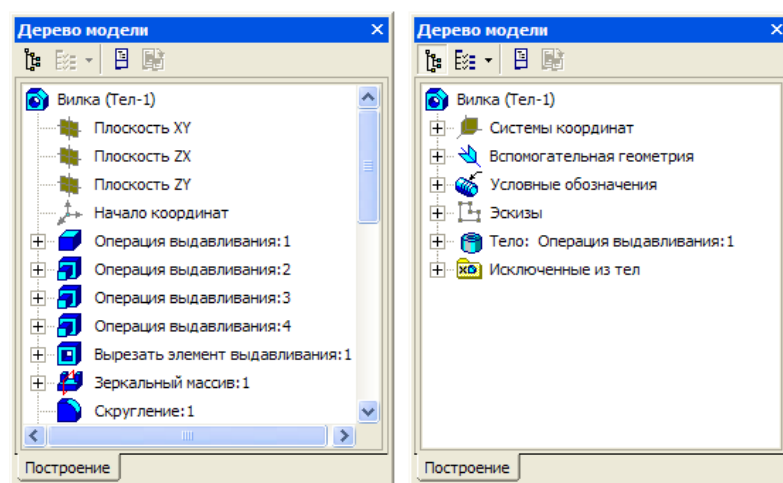 Дерево модели
Вилка (Тел-1)
Плоскость XY
Плоскость ZX
Плоскость ZY
Начало координат
Операция выдавливания:1
Операция выдавливания:2
Операция выдавливания:3
Операция выдавливания:4
Вырезать элемент выдавливания:1
Зеркальный массив:1
Скругление:1
Построение
Дерево модели
Вилка (Тел-1)
Системы координат
Вспомогательная геометрия
Условные обозначения
Эскизы
Тело: Операция выдавливания:1
Исключенные из тел
Построение